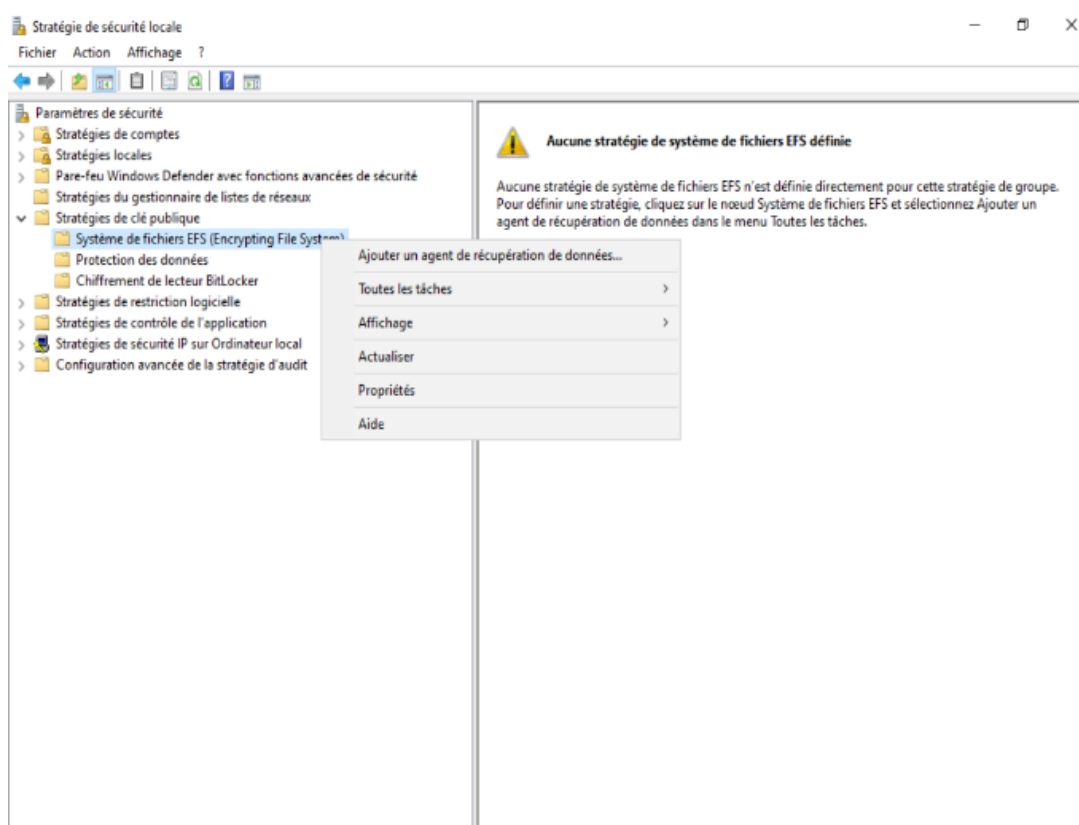 Stratégie de sécurité locale
Fichier Action Affichage ?
Paramètres de sécurité
Stratégies de comptes
Stratégies locales
Pare-feu Windows Defender avec fonctions avancées de sécurité
Stratégies du gestionnaire de listes de réseaux
Stratégies de clé publique
Système de fichiers EFS (Encrypting File System)
Protection des données
Chiffrement de lecteur BitLocker
Stratégies de restriction logicielle
Stratégies de contrôle de l'application
Stratégies de sécurité IP sur Ordinateur local
Configuration avancée de la stratégie d'audit
Aucune stratégie de système de fichiers EFS définie
Aucune stratégie de système de fichiers EFS n'est définie directement pour cette stratégie de groupe.
Pour définir une stratégie, cliquez sur le nœud Système de fichiers EFS et sélectionnez Ajouter un
agent de récupération de données dans le menu Toutes les tâches.
Ajouter un agent de récupération de données...
Toutes les tâches
Affichage
Actualiser
Propriétés
Aide